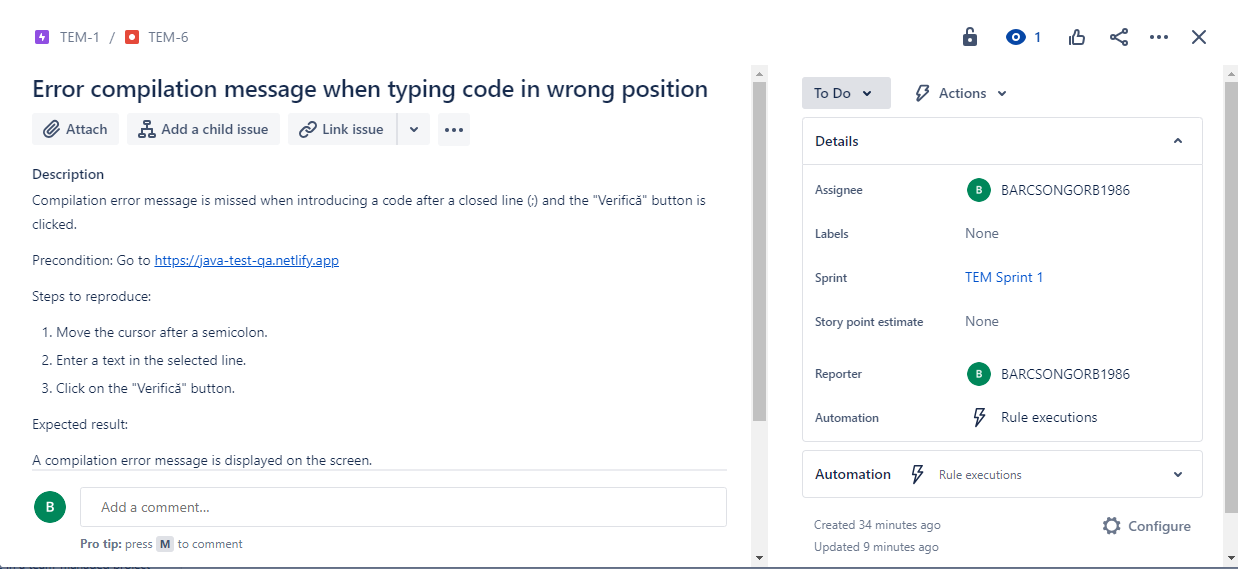 TEM-1 / TEM-6
1
Error compilation message when typing code in wrong position
Attach
Add a child issue
Link issue
Description
Compilation error message is missed when introducing a code after a closed line (;) and the "Verifică" button is
clicked.
Precondition: Go to https://java-test-qa.netlify.app
Steps to reproduce:
1. Move the cursor after a semicolon.
2. Enter a text in the selected line.
3. Click on the "Verifică" button.
Expected result:
A compilation error message is displayed on the screen.
B
Add a comment...
Pro tip: press M to comment
To Do
Actions
Details
Assignee
B BARCSONGORB1986
Labels
None
Sprint
TEM Sprint 1
Story point estimate
None
Reporter
B BARCSONGORB1986
Automation
Rule executions
Automation
Rule executions
Created 34 minutes ago
Updated 9 minutes ago
Configure